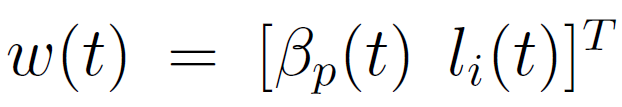 w(t) = [β_p(t) l_i(t)]^T